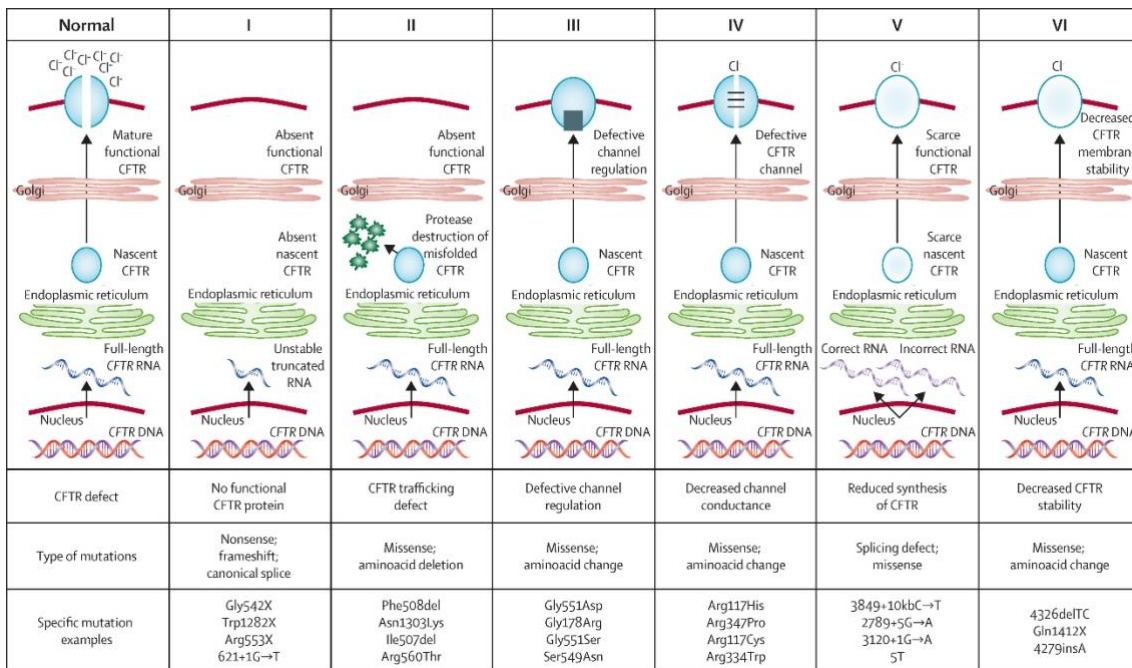 Normal
I
II
III
IV
V
VI
Cl⁻ Cl⁻ Cl⁻ Cl⁻
Cl⁻ Cl⁻ Cl⁻
Cl⁻
Mature
functional
CFTR
Golgi
Nascent
CFTR
Endoplasmic reticulum
Full-length
CFTR RNA
Nucleus
CFTR DNA
Absent
functional
CFTR
Golgi
Absent
nascent
CFTR
Endoplasmic reticulum
Unstable
truncated
RNA
Nucleus
CFTR DNA
Absent
functional
CFTR
Golgi
Protease
destruction of
misfolded
CFTR
Endoplasmic reticulum
Full-length
CFTR RNA
Nucleus
CFTR DNA
Defective
channel
regulation
Golgi
Nascent
CFTR
Endoplasmic reticulum
Full-length
CFTR RNA
Nucleus
CFTR DNA
Cl⁻
Defective
CFTR
channel
Golgi
Nascent
CFTR
Endoplasmic reticulum
Full-length
CFTR RNA
Nucleus
CFTR DNA
Cl⁻
Scarce
functional
CFTR
Golgi
Scarce
nascent
CFTR
Endoplasmic reticulum
Correct RNA Incorrect RNA
Nucleus
CFTR DNA
Cl⁻
Decreased
CFTR
membrane
stability
Golgi
Nascent
CFTR
Endoplasmic reticulum
Full-length
CFTR RNA
Nucleus
CFTR DNA
CFTR defect
No functional
CFTR protein
CFTR trafficking
defect
Defective channel
regulation
Decreased channel
conductance
Reduced synthesis
of CFTR
Decreased CFTR
stability
Type of mutations
Nonsense;
frameshift;
canonical splice
Missense;
aminoacid deletion
Missense;
aminoacid change
Missense;
aminoacid change
Splicing defect;
missense
Missense;
aminoacid change
Specific mutation
examples
Gly542X
Trp1282X
Arg553X
621+1G→T
Phe508del
Asn1303Lys
Ile507del
Arg560Thr
Gly551Asp
Gly178Arg
Gly551Ser
Ser549Asn
Arg117His
Arg347Pro
Arg117Cys
Arg334Trp
3849+10kbC→T
2789+5G→A
3120+1G→A
5T
4326delTC
Gln1412X
4279insA